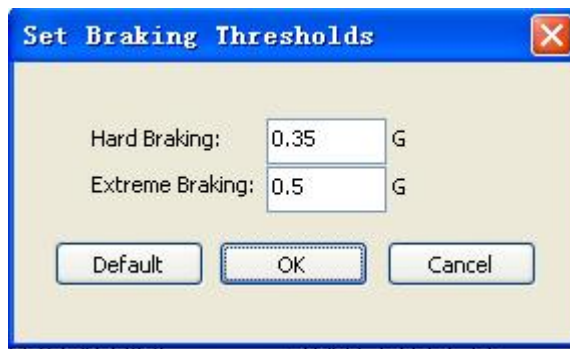 Set Braking Thresholds
Hard Braking: 0.35 G
Extreme Braking: 0.5 G
Default OK Cancel